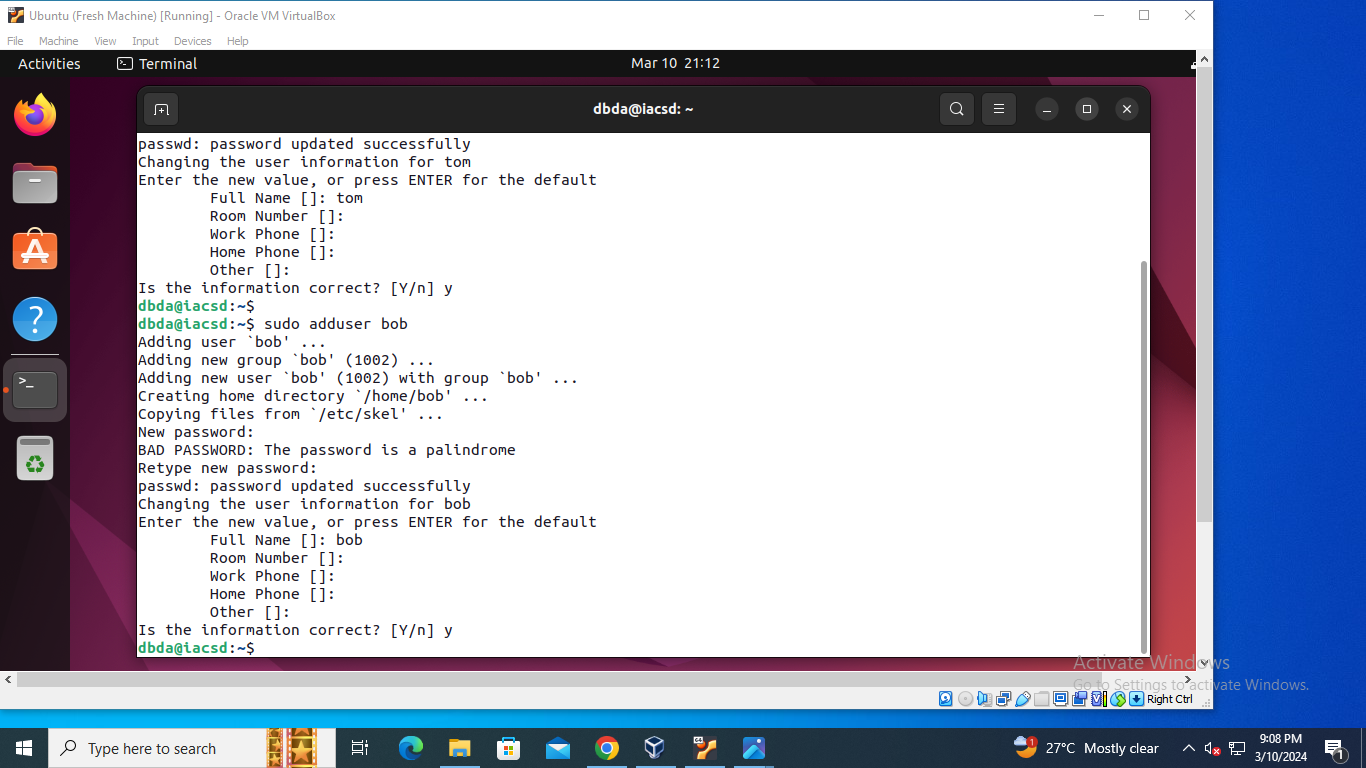 Ubuntu (Fresh Machine) [Running] - Oracle VM VirtualBox
File Machine View Input Devices Help
Activities Terminal Mar 10 21:12
dbda@iacsd: ~
passwd: password updated successfully
Changing the user information for tom
Enter the new value, or press ENTER for the default
Full Name []: tom
Room Number []:
Work Phone []:
Home Phone []:
Other []:
Is the information correct? [Y/n] y
dbda@iacsd:~$
dbda@iacsd:~$ sudo adduser bob
Adding user `bob' ...
Adding new group `bob' (1002) ...
Adding new user `bob' (1002) with group `bob' ...
Creating home directory `/home/bob' ...
Copying files from `/etc/skel' ...
New password:
BAD PASSWORD: The password is a palindrome
Retype new password:
passwd: password updated successfully
Changing the user information for bob
Enter the new value, or press ENTER for the default
Full Name []: bob
Room Number []:
Work Phone []:
Home Phone []:
Other []:
Is the information correct? [Y/n] y
dbda@iacsd:~$
Activate Windows
Go to Settings to activate Windows.
Right Ctrl
Type here to search
27°C Mostly clear
9:08 PM
3/10/2024